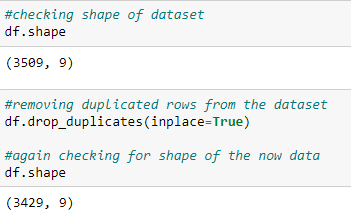 #checking shape of dataset
df.shape
(3509, 9)
#removing duplicated rows from the dataset
df.drop_duplicates(inplace=True)
#again checking for shape of the now data
df.shape
(3429, 9)